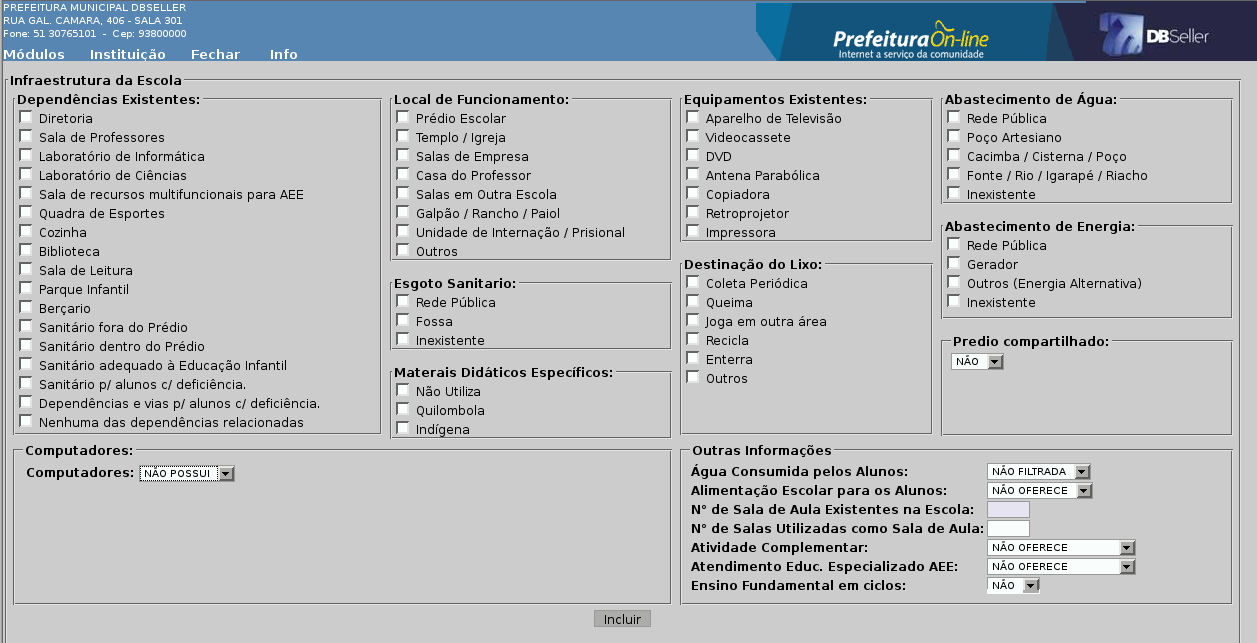 PREFEITURA MUNICIPAL DBSELLER
RUA GAL. CAMARA, 406 - SALA 301
Fone: 51 30765101 - Cep: 93800000
Prefeitura On-line
Internet a serviço da comunidade
DBSeller
Módulos Instituição Fechar Info
Infraestrutura da Escola
Dependências Existentes:
Diretoria
Sala de Professores
Laboratório de Informática
Laboratório de Ciências
Sala de recursos multifuncionais para AEE
Quadra de Esportes
Cozinha
Biblioteca
Sala de Leitura
Parque Infantil
Berçario
Sanitário fora do Prédio
Sanitário dentro do Prédio
Sanitário adequado à Educação Infantil
Sanitário p/ alunos c/ deficiência.
Dependências e vias p/ alunos c/ deficiência.
Nenhuma das dependências relacionadas
Local de Funcionamento:
Prédio Escolar
Templo / Igreja
Salas de Empresa
Casa do Professor
Salas em Outra Escola
Galpão / Rancho / Paiol
Unidade de Internação / Prisional
Outros
Esgoto Sanitario:
Rede Pública
Fossa
Inexistente
Materais Didáticos Específicos:
Não Utiliza
Quilombola
Indígena
Equipamentos Existentes:
Aparelho de Televisão
Videocassete
DVD
Antena Parabólica
Copiadora
Retroprojetor
Impressora
Destinação do Lixo:
Coleta Periódica
Queima
Joga em outra área
Recicla
Enterra
Outros
Abastecimento de Água:
Rede Pública
Poço Artesiano
Cacimba / Cisterna / Poço
Fonte / Rio / Igarapé / Riacho
Inexistente
Abastecimento de Energia:
Rede Pública
Gerador
Outros (Energia Alternativa)
Inexistente
Predio compartilhado:
NÃO
Computadores:
Computadores: NÃO POSSUI
Outras Informações
Água Consumida pelos Alunos: NÃO FILTRADA
Alimentação Escolar para os Alunos: NÃO OFERECE
N° de Sala de Aula Existentes na Escola:
N° de Salas Utilizadas como Sala de Aula:
Atividade Complementar: NÃO OFERECE
Atendimento Educ. Especializado AEE: NÃO OFERECE
Ensino Fundamental em ciclos: NÃO
Incluir